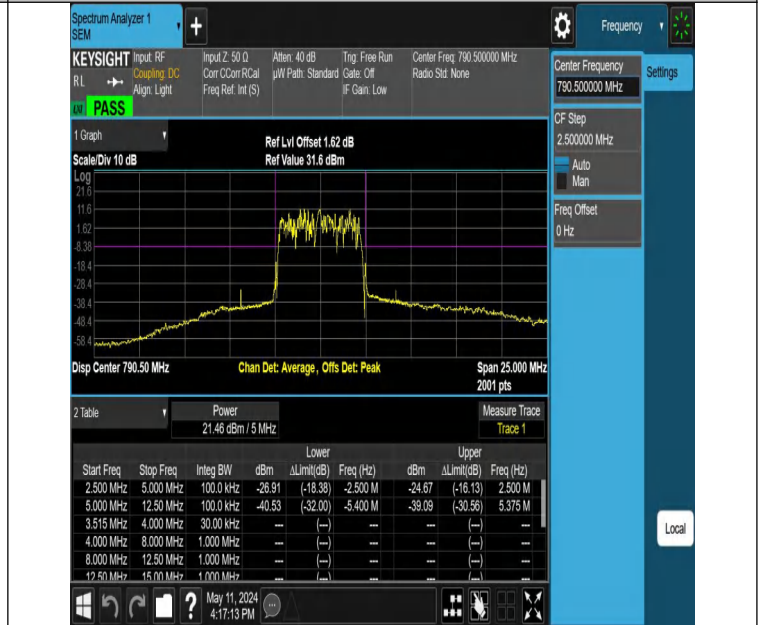 Spectrum Analyzer 1
SEM
+
Frequency
KEYSIGHT Input: RF Input Z: 50 Ω Atten: 40 dB Trig: Free Run Center Freq: 790.500000 MHz
RL Coupling: DC Corr CCorr RCal µW Path: Standard Gate: Off Radio Std: None
Align: Light Freq Ref: Int (S) IF Gain: Low
PASS
Center Frequency
790.500000 MHz
Settings
CF Step
2.500000 MHz
Auto
Man
Freq Offset
0 Hz
1 Graph
Ref Lvl Offset 1.62 dB
Scale/Div 10 dB Ref Value 31.6 dBm
Log
21.6
11.6
1.62
-8.38
-18.4
-28.4
-38.4
-48.4
-58.4
Disp Center 790.50 MHz Chan Det: Average, Offs Det: Peak Span 25.000 MHz
2001 pts
2 Table Power Measure Trace
21.46 dBm / 5 MHz Trace 1
Lower Upper
Start Freq Stop Freq Integ BW dBm ΔLimit(dB) Freq (Hz) dBm ΔLimit(dB) Freq (Hz)
2.500 MHz 5.000 MHz 100.0 kHz -26.91 (-18.38) -2.500 M -24.67 (-16.13) 2.500 M
5.000 MHz 12.50 MHz 100.0 kHz -40.53 (-32.00) -5.400 M -39.09 (-30.56) 5.375 M
3.515 MHz 4.000 MHz 30.00 kHz --- (---) --- --- (---) ---
4.000 MHz 8.000 MHz 1.000 MHz --- (---) --- --- (---) ---
8.000 MHz 12.50 MHz 1.000 MHz --- (---) --- --- (---) ---
12.50 MHz 15.00 MHz 1.000 MHz --- (---) --- --- (---) ---
Local
? May 11, 2024
4:17:13 PM